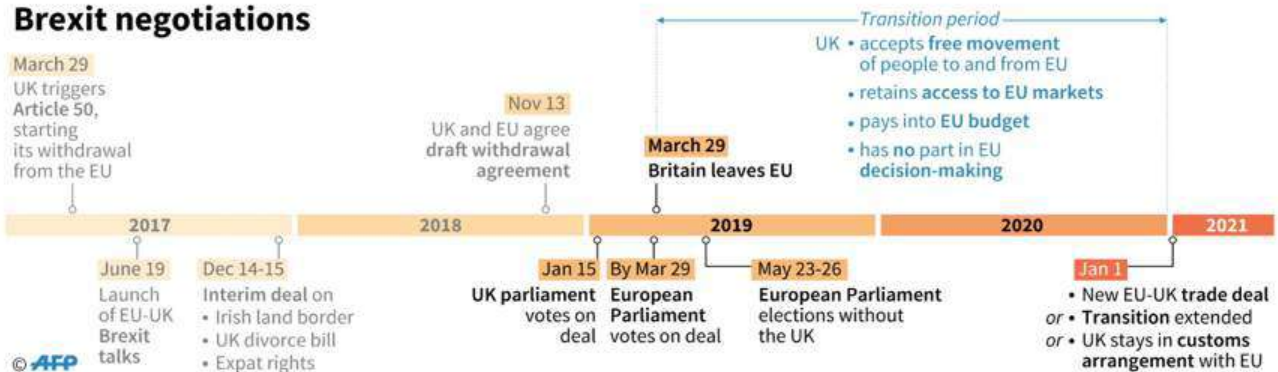 Brexit negotiations
March 29
UK triggers
Article 50,
starting
its withdrawal
from the EU
Nov 13
UK and EU agree
draft withdrawal
agreement
March 29
Britain leaves EU
Transition period
UK • accepts free movement
of people to and from EU
• retains access to EU markets
• pays into EU budget
• has no part in EU
decision-making
2017
2018
2019
2020
2021
June 19
Launch
of EU-UK
Brexit
talks
Dec 14-15
Interim deal on
• Irish land border
• UK divorce bill
• Expat rights
Jan 15
UK parliament
votes on
deal
By Mar 29
European
Parliament
votes on deal
May 23-26
European Parliament
elections without
the UK
Jan 1
• New EU-UK trade deal
or • Transition extended
or • UK stays in customs
arrangement with EU
© AFP